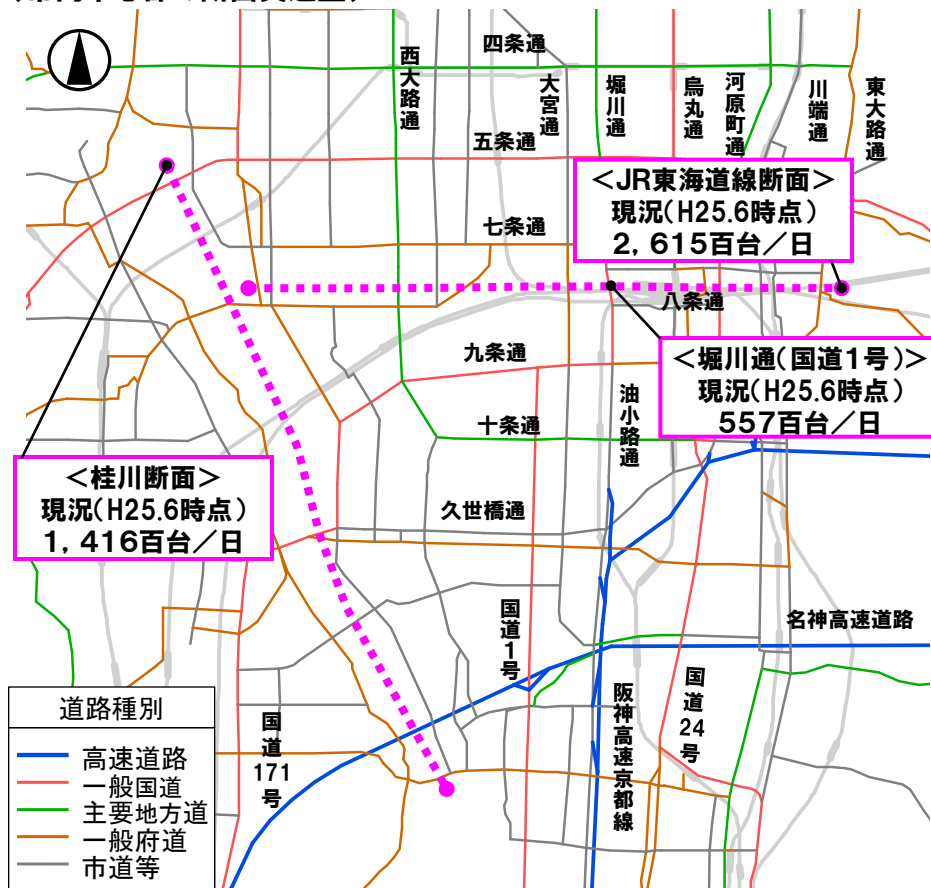 四条通
西大路通
大宮通
堀川通
烏丸通
河原町通
川端通
東大路通
五条通
<JR東海道線断面>
現況(H25.6時点)
2,615百台/日
七条通
八条通
九条通
<堀川通(国道1号)>
現況(H25.6時点)
557百台/日
油小路通
十条通
<桂川断面>
現況(H25.6時点)
1,416百台/日
久世橋通
国道1号
名神高速道路
阪神高速京都線
国道24号
国道171号
道路種別
高速道路
一般国道
主要地方道
一般府道
市道等